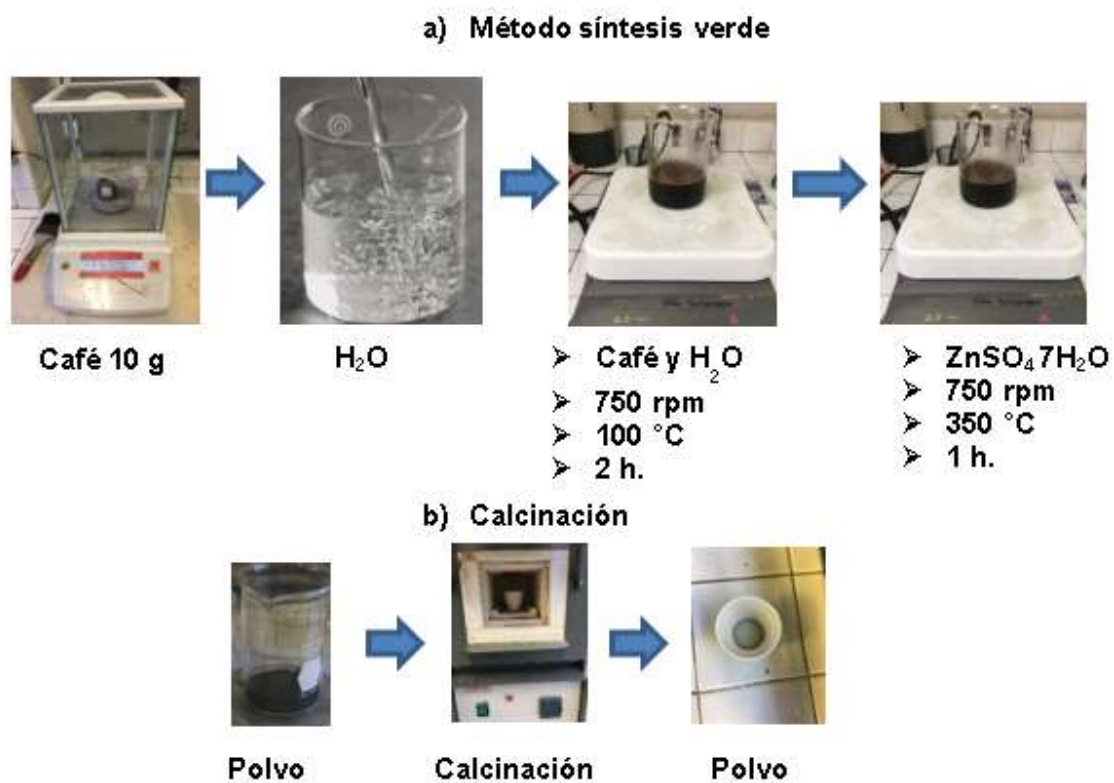 a) Método síntesis verde
Café 10 g
H₂O
➢ Café y H₂O
➢ 750 rpm
➢ 100 °C
➢ 2 h.
➢ ZnSO₄ 7H₂O
➢ 750 rpm
➢ 350 °C
➢ 1 h.
b) Calcinación
Polvo
Calcinación
Polvo